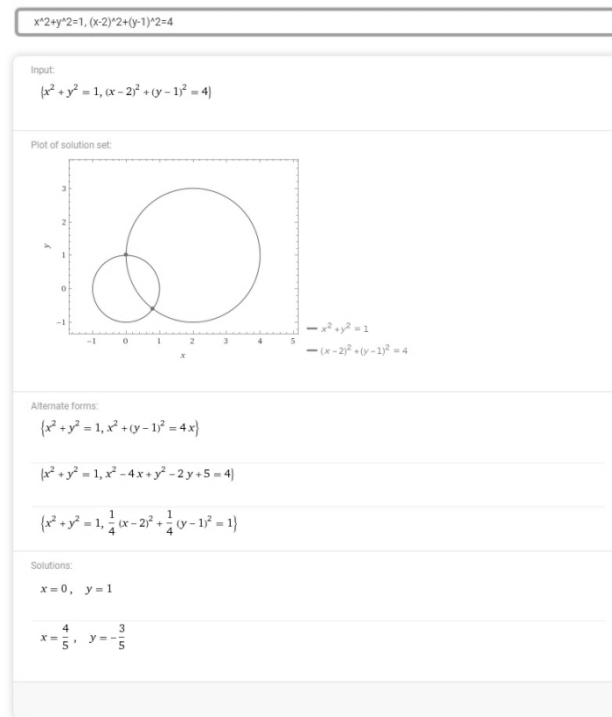 x^2+y^2=1, (x-2)^2+(y-1)^2=4
Input:
{x² + y² = 1, (x − 2)² + (y − 1)² = 4}
Plot of solution set:
3
2
y
1
0
−1
−1 0 1 2 3 4 5
x
x² + y² = 1
(x − 2)² + (y − 1)² = 4
Alternate forms:
{x² + y² = 1, x² + (y − 1)² = 4 x}
{x² + y² = 1, x² − 4 x + y² − 2 y + 5 = 4}
{x² + y² = 1, 1/4 (x − 2)² + 1/4 (y − 1)² = 1}
Solutions:
x = 0, y = 1
x = 4/5, y = −3/5